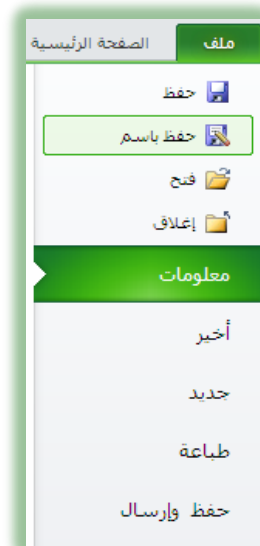 ملف الصفحة الرئيسية
حفظ
حفظ باسم
فتح
إغلاق
معلومات
أخير
جديد
طباعة
حفظ وإرسال